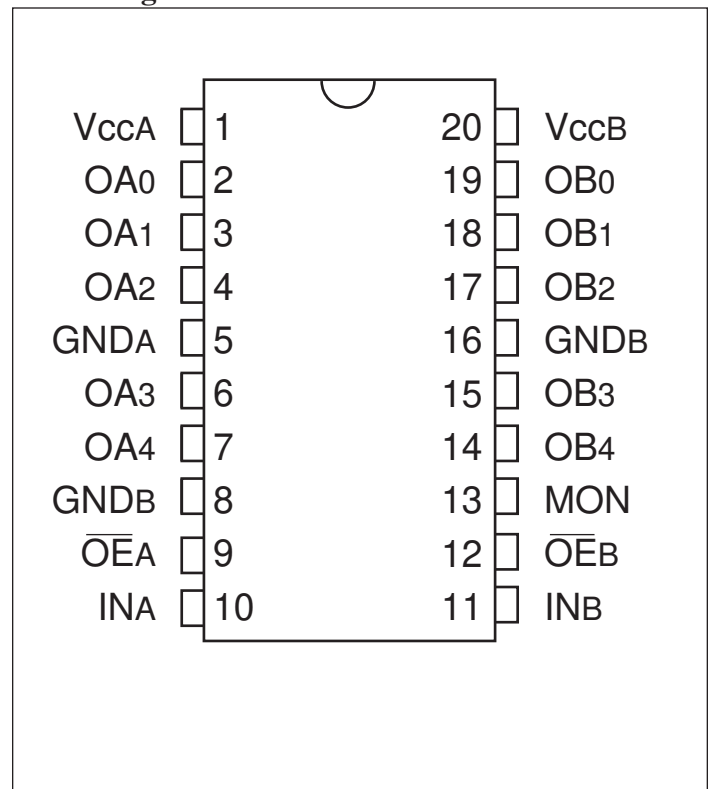 VCCA 1 20 VCCB
OA0 2 19 OB0
OA1 3 18 OB1
OA2 4 17 OB2
GNDA 5 16 GNDB
OA3 6 15 OB3
OA4 7 14 OB4
GNDB 8 13 MON
O̅E̅A 9 12 O̅E̅B
INA 10 11 INB